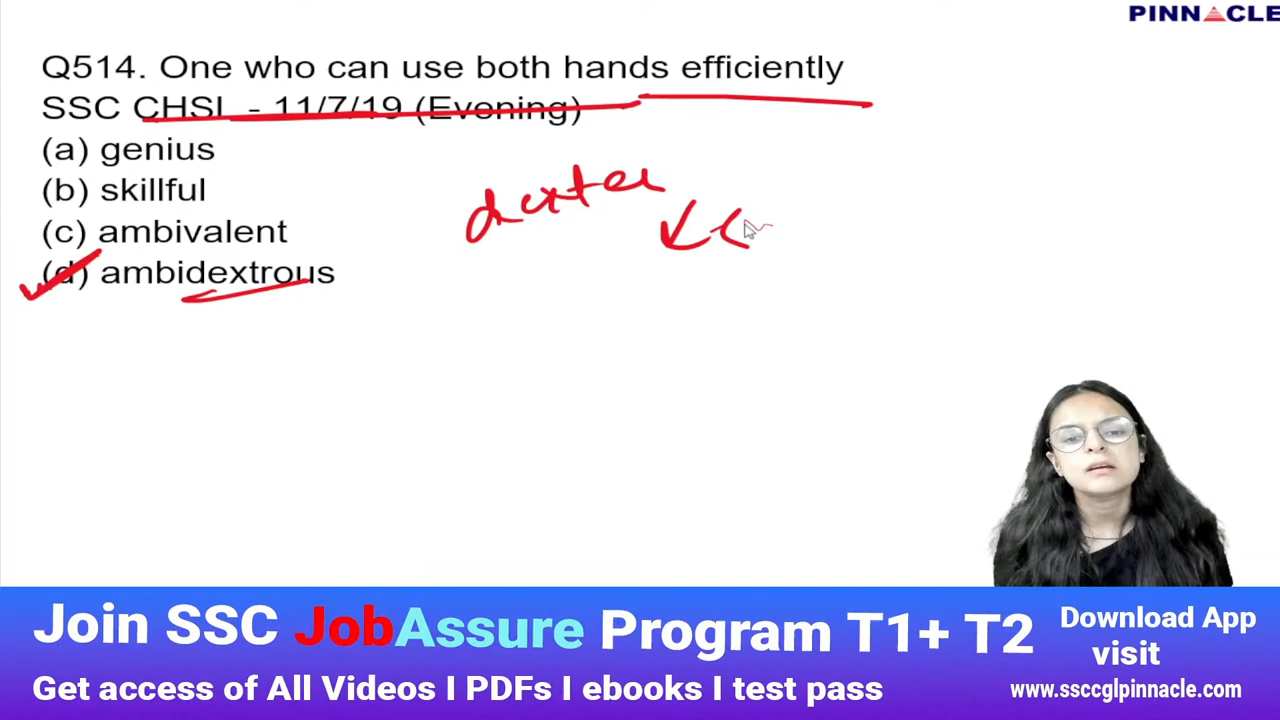 PINNACLE
Q514. One who can use both hands efficiently
SSC CHSL - 11/7/19 (Evening)
(a) genius
(b) skillful
dexter
(c) ambivalent
(d) ambidextrous
Join SSC JobAssure Program T1+ T2
Get access of All Videos I PDFs I ebooks I test pass
Download App
visit
www.ssccglpinnacle.com